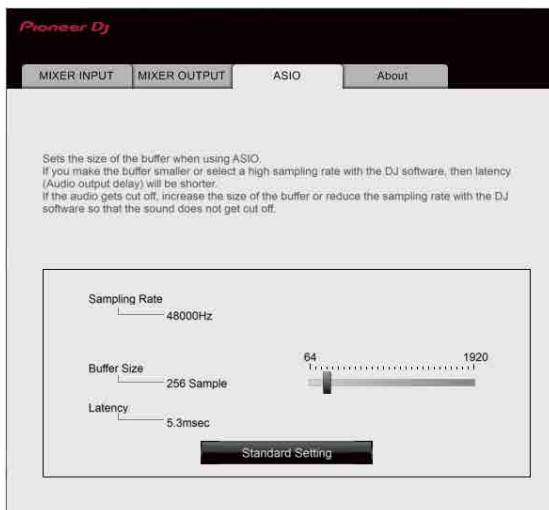 Pioneer Dj
MIXER INPUT MIXER OUTPUT ASIO About
Sets the size of the buffer when using ASIO.
If you make the buffer smaller or select a high sampling rate with the DJ software, then latency
(Audio output delay) will be shorter.
If the audio gets cut off, increase the size of the buffer or reduce the sampling rate with the DJ
software so that the sound does not get cut off.
Sampling Rate
48000Hz
64 1920
Buffer Size
256 Sample
Latency
5.3msec
Standard Setting